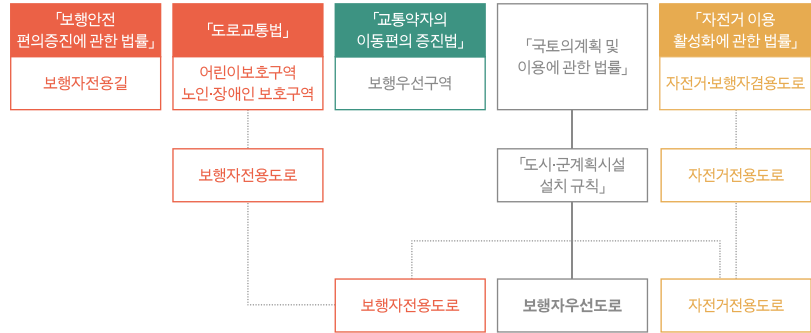 「보행안전
편의증진에 관한 법률」
보행자전용길
「도로교통법」
어린이보호구역
노인·장애인 보호구역
「교통약자의
이동편의 증진법」
보행우선구역
「국토의계획 및
이용에 관한 법률」
「자전거 이용
활성화에 관한 법률」
자전거·보행자겸용도로
보행자전용도로
「도시·군계획시설
설치 규칙」
자전거전용도로
보행자전용도로
보행자우선도로
자전거전용도로